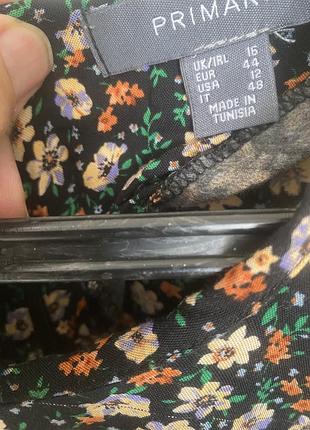 PRIMAR
UK/IRL 16
EUR 44
USA 12
IT 48
MADE IN
TUNISIA